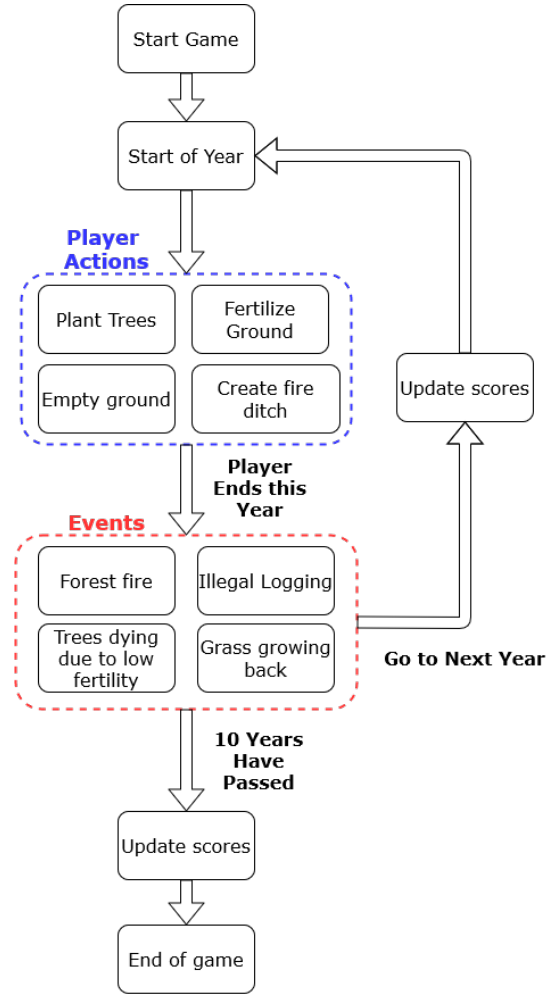 Start Game
Start of Year
Player
Actions
Plant Trees
Fertilize
Ground
Empty ground
Create fire
ditch
Update scores
Player
Ends this
Year
Events
Forest fire
Illegal Logging
Trees dying
due to low
fertility
Grass growing
back
Go to Next Year
10 Years
Have
Passed
Update scores
End of game